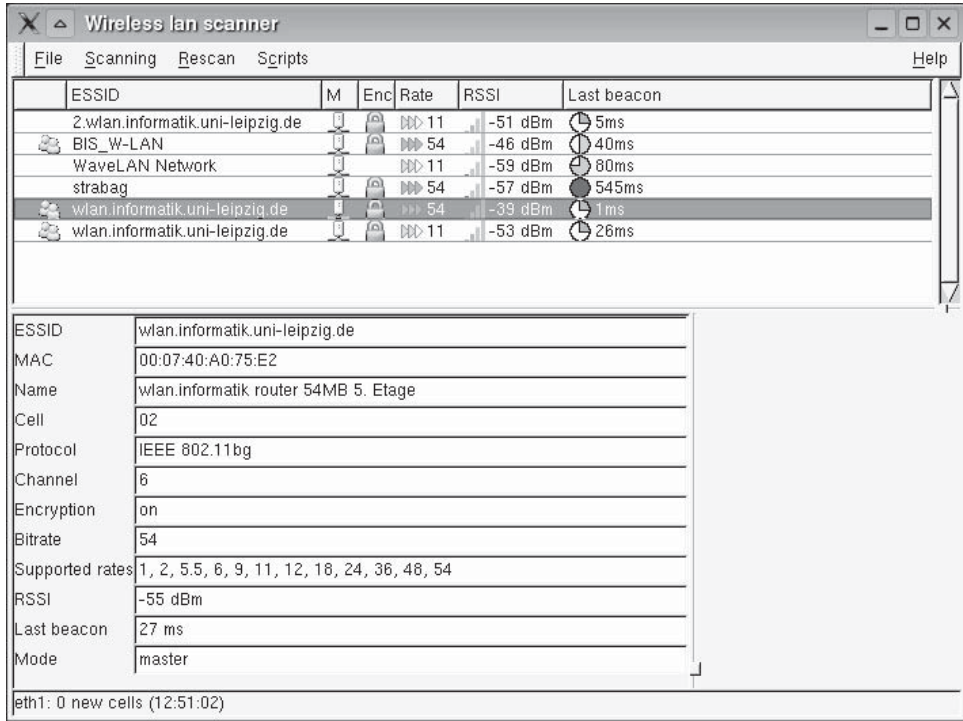 Wireless lan scanner
File Scanning Rescan Scripts Help
ESSID M Enc Rate RSSI Last beacon
2.wlan.informatik.uni-leipzig.de 11 -51 dBm 5ms
BIS_W-LAN 54 -46 dBm 40ms
WaveLAN Network 11 -59 dBm 80ms
strabag 54 -57 dBm 545ms
wlan.informatik.uni-leipzig.de 54 -39 dBm 1ms
wlan.informatik.uni-leipzig.de 11 -53 dBm 26ms
ESSID wlan.informatik.uni-leipzig.de
MAC 00:07:40:A0:75:E2
Name wlan.informatik router 54MB 5. Etage
Cell 02
Protocol IEEE 802.11bg
Channel 6
Encryption on
Bitrate 54
Supported rates 1, 2, 5.5, 6, 9, 11, 12, 18, 24, 36, 48, 54
RSSI -55 dBm
Last beacon 27 ms
Mode master
eth1: 0 new cells (12:51:02)